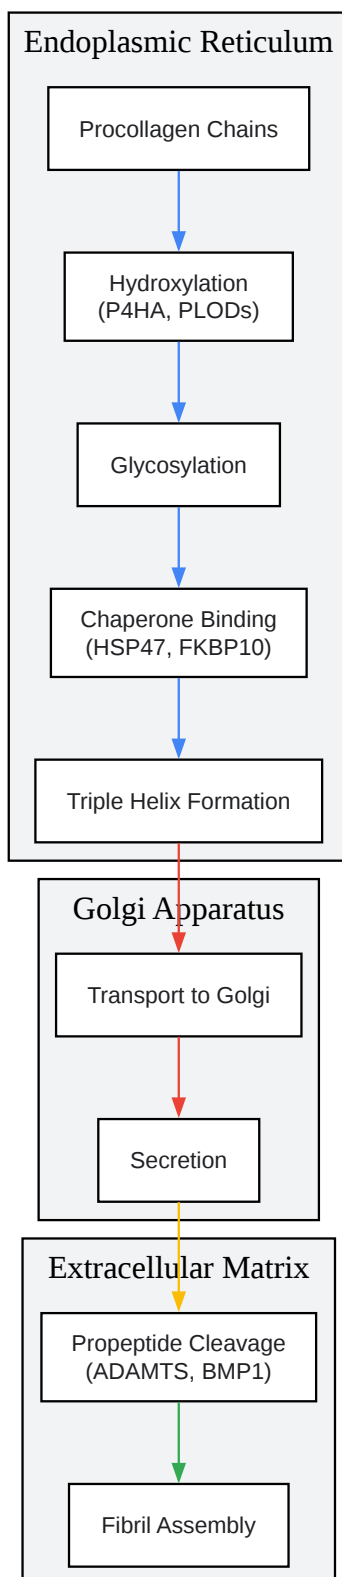 Endoplasmic Reticulum
Procollagen Chains
Hydroxylation
(P4HA, PLODs)
Glycosylation
Chaperone Binding
(HSP47, FKBP10)
Triple Helix Formation
Golgi Apparatus
Transport to Golgi
Secretion
Extracellular Matrix
Propeptide Cleavage
(ADAMTS, BMP1)
Fibril Assembly